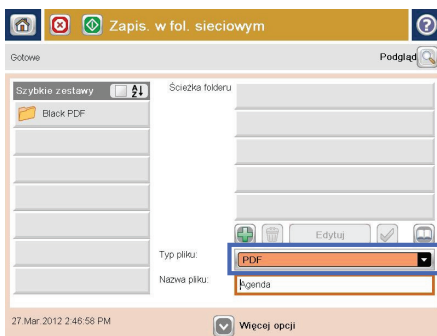 Zapis. w fol. sieciowym
Gotowe
Podgląd
Szybkie zestawy
Ścieżka folderu
Black PDF
Edytuj
Typ pliku:
PDF
Nazwa pliku:
Agenda
27.Mar.2012 2:46:58 PM
Więcej opcji